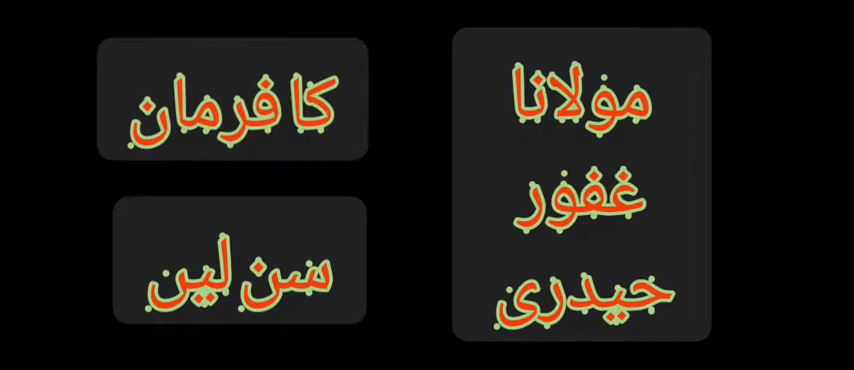 مولانا
غفور
حیدری
کا فرمان
سن لیں